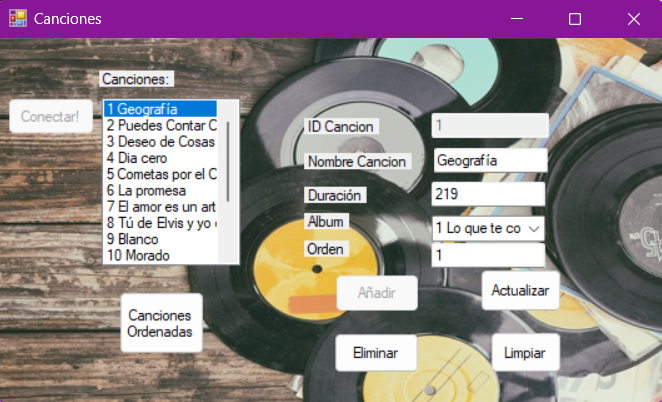 Canciones
Canciones:
Conectar!
1 Geografía
2 Puedes Contar C
3 Deseo de Cosas
4 Dia cero
5 Cometas por el C
6 La promesa
7 El amor es un art
8 Tú de Elvis y yo
9 Blanco
10 Morado
ID Cancion
1
Nombre Cancion
Geografía
Duración
219
Album
1 Lo que te co
Orden
1
Añadir
Actualizar
Canciones
Ordenadas
Eliminar
Limpiar